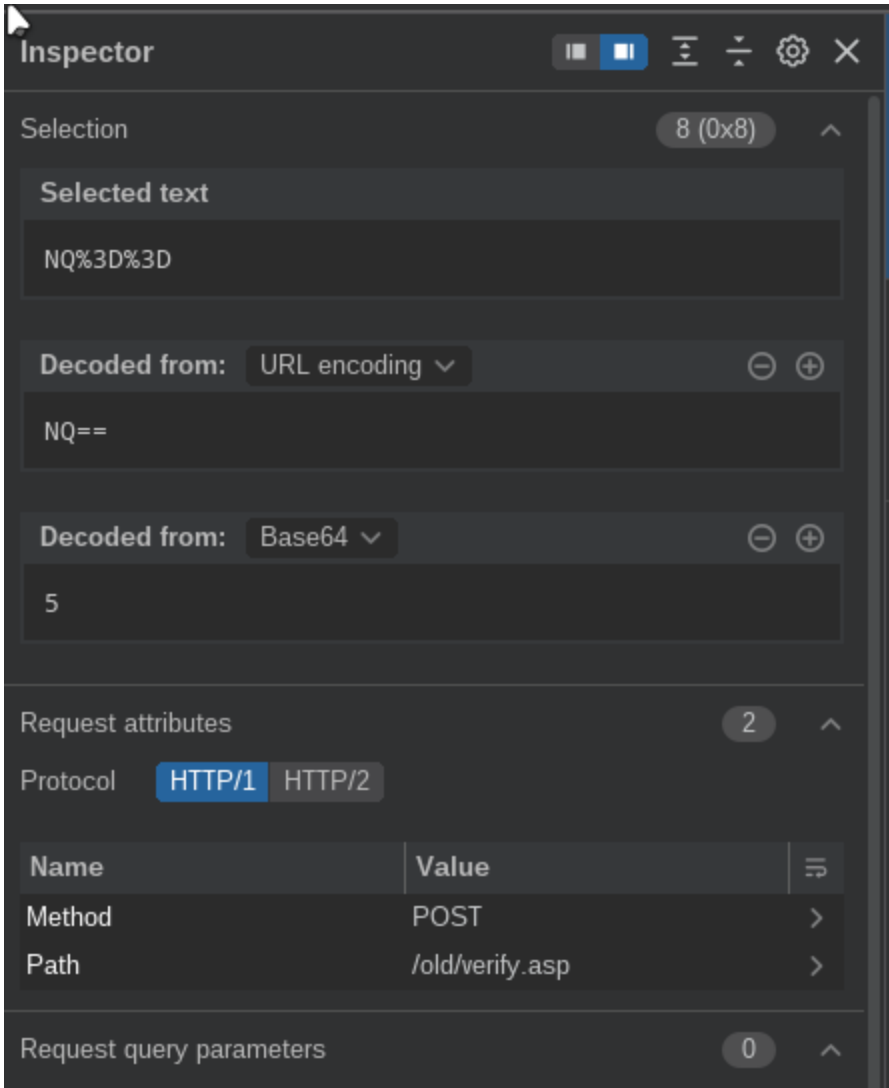 Inspector
Selection 8 (0x8)
Selected text
NQ%3D%3D
Decoded from: URL encoding
NQ==
Decoded from: Base64
5
Request attributes 2
Protocol HTTP/1 HTTP/2
Name Value
Method POST
Path /old/verify.asp
Request query parameters 0